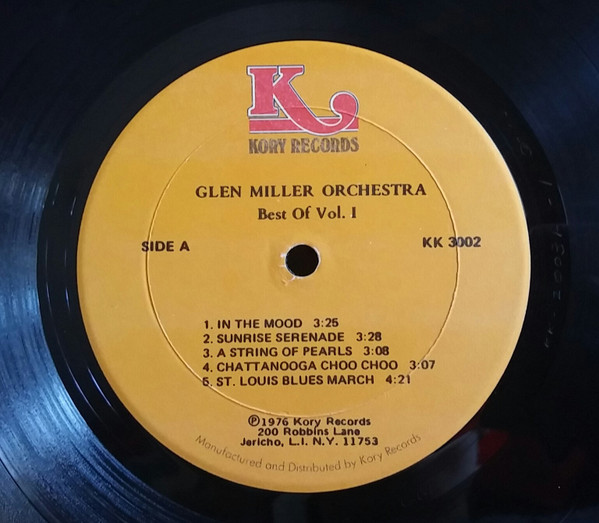 K
KORY RECORDS
GLEN MILLER ORCHESTRA
Best Of Vol. I
SIDE A
KK 3002
1. IN THE MOOD 3:25
2. SUNRISE SERENADE 3:28
3. A STRING OF PEARLS 3:08
4. CHATTANOOGA CHOO CHOO 3:07
5. ST. LOUIS BLUES MARCH 4:21
℗1976 Kory Records
200 Robbins Lane
Jericho, L.I. N.Y. 11753
Manufactured and Distributed by Kory Records